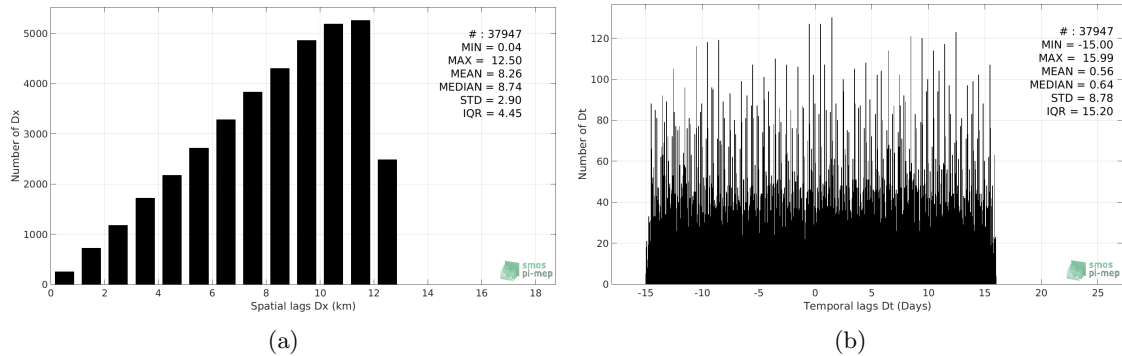 5000
4000
3000
2000
1000
0
Number of Dx
# : 37947
MIN = 0.04
MAX = 12.50
MEAN = 8.26
MEDIAN = 8.74
STD = 2.90
IQR = 4.45
smos
pi-mep
0 2 4 6 8 10 12 14 16 18
Spatial lags Dx (km)
(a)
120
100
80
60
40
20
0
Number of Dt
# : 37947
MIN = -15.00
MAX = 15.99
MEAN = 0.56
MEDIAN = 0.64
STD = 8.78
IQR = 15.20
smos
pi-mep
-15 -10 -5 0 5 10 15 20 25
Temporal lags Dt (Days)
(b)